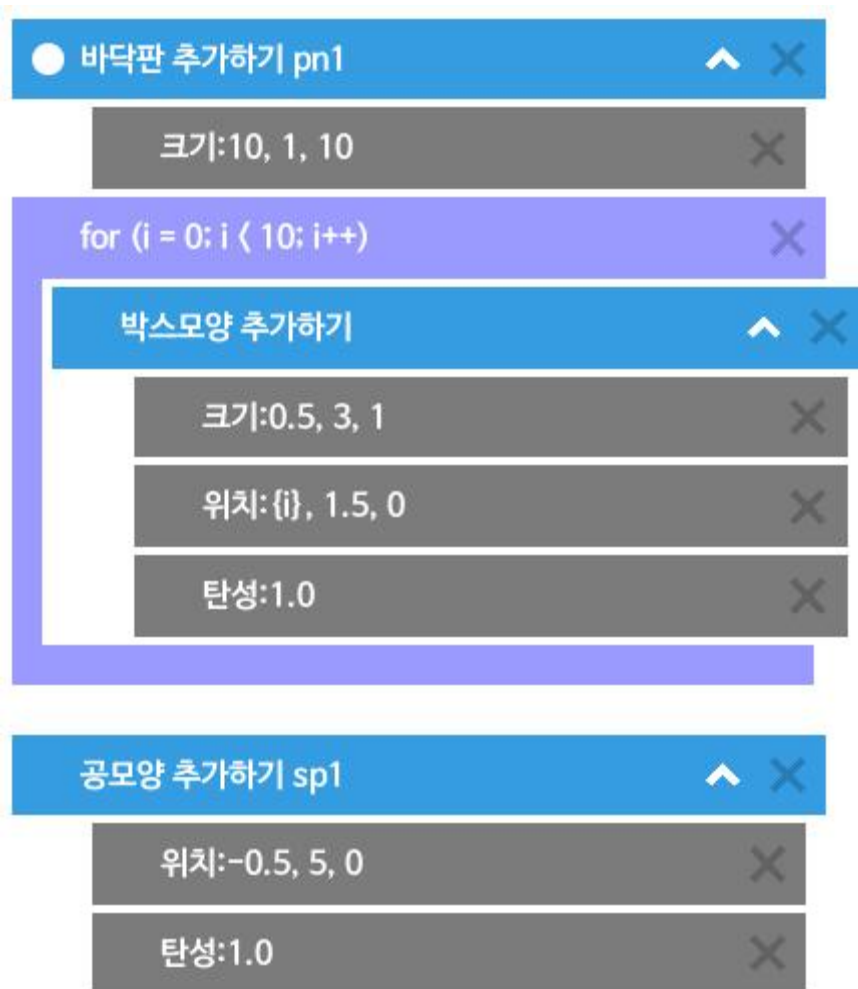 바닥판 추가하기 pn1
크기:10, 1, 10
for (i = 0; i < 10; i++)
박스모양 추가하기
크기:0.5, 3, 1
위치:{i}, 1.5, 0
탄성:1.0
공모양 추가하기 sp1
위치:-0.5, 5, 0
탄성:1.0